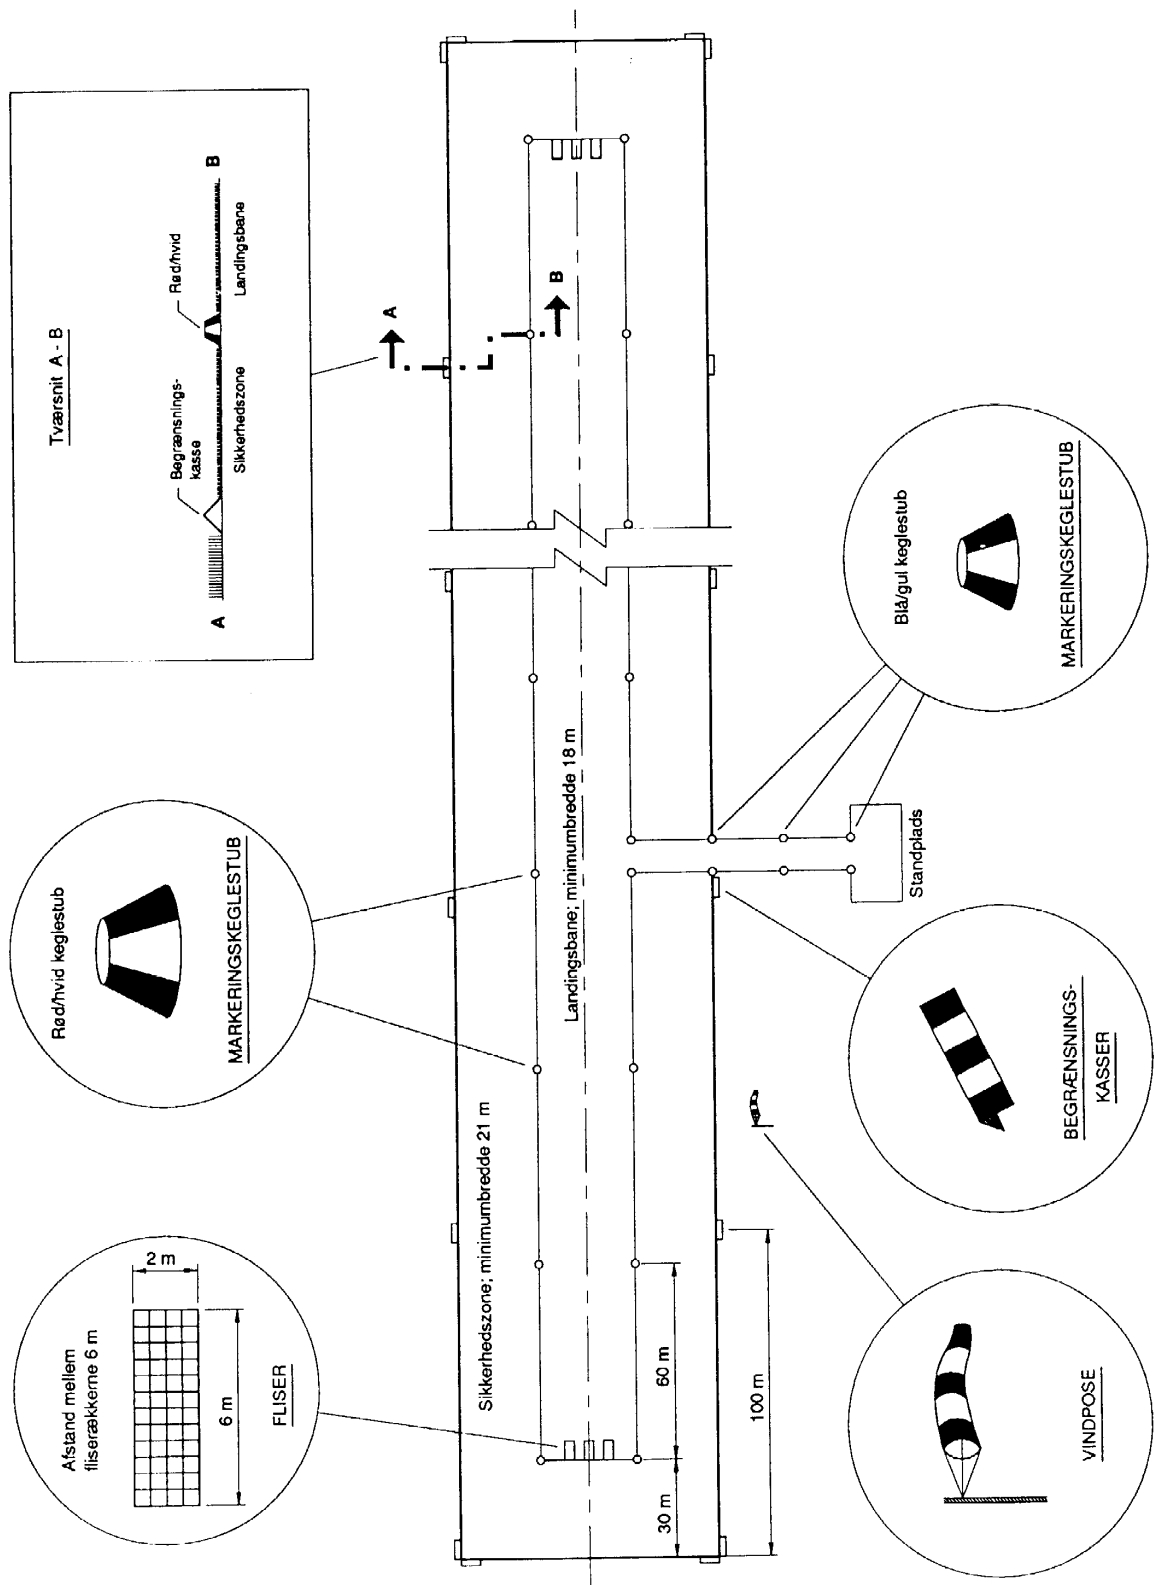 Tværsnit A - B
Begrænsnings-
kasse
Rød/hvid
A
B
Sikkerhedszone
Landingsbane
A
B
Rød/hvid keglestub
MARKERINGSKEGLESTUB
Afstand mellem
fliserækkerne 6 m
2 m
6 m
FLISER
Sikkerhedszone; minimumbredde 21 m
Landingsbane; minimumbredde 18 m
60 m
30 m
100 m
Standplads
Blå/gul keglestub
MARKERINGSKEGLESTUB
BEGRÆNSNINGS-
KASSER
VINDPOSE